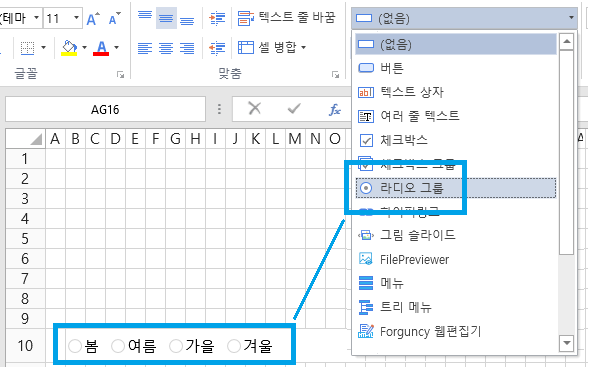 (테마 11 텍스트 줄 바꿈
가 셀 병합
글꼴 맞춤
(없음)
(없음)
버튼
텍스트 상자
여러 줄 텍스트
체크박스
체크박스 그룹
라디오 그룹
하이퍼링크
그림 슬라이드
FilePreviewer
메뉴
트리 메뉴
Forguncy 웹편집기
AG16 fx
A B C D E F G H I J K L M N O
1
2
3
4
5
6
7
8
9
10 봄 여름 가을 겨울